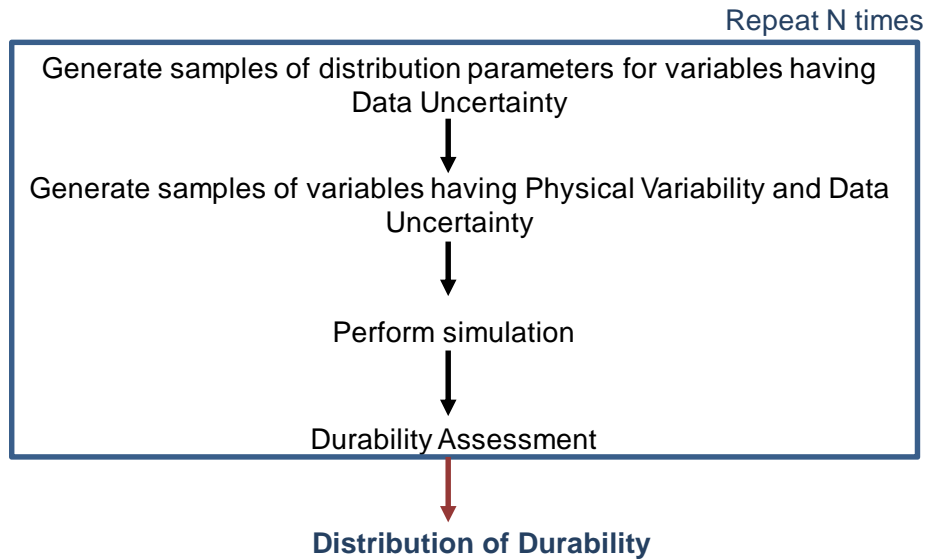 Repeat N times
Generate samples of distribution parameters for variables having
Data Uncertainty
Generate samples of variables having Physical Variability and Data
Uncertainty
Perform simulation
Durability Assessment
Distribution of Durability